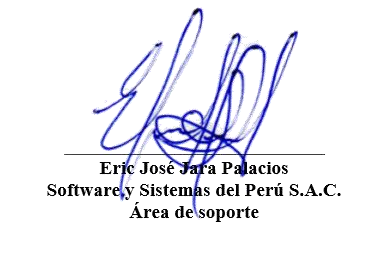 Eric José Jara Palacios
Software y Sistemas del Perú S.A.C.
Área de soporte